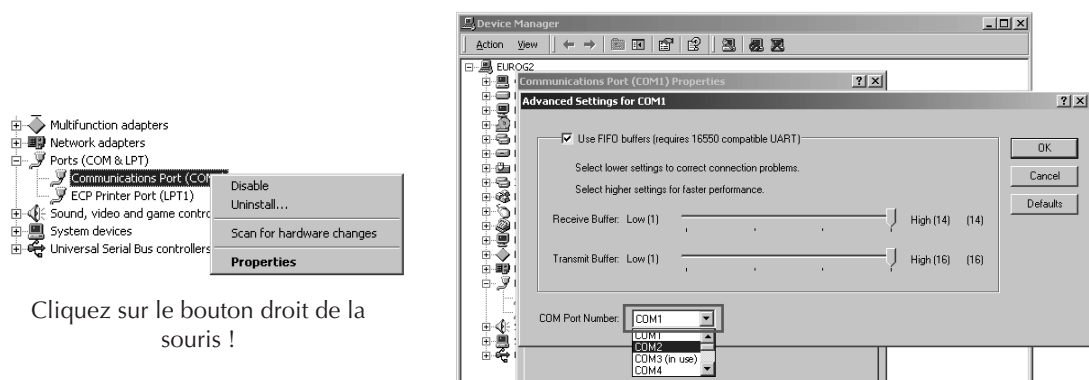 Multifunction adapters
Network adapters
Ports (COM & LPT)
Communications Port (COM
ECP Printer Port (LPT1)
Sound, video and game contro
System devices
Universal Serial Bus controllers
Disable
Uninstall...
Scan for hardware changes
Properties
Cliquez sur le bouton droit de la
souris !
Device Manager
Action View
EUROG2
Communications Port (COM1) Properties
Advanced Settings for COM1
Use FIFO buffers (requires 16550 compatible UART)
Select lower settings to correct connection problems.
Select higher settings for faster performance.
Receive Buffer: Low (1) High (14) (14)
Transmit Buffer: Low (1) High (16) (16)
OK
Cancel
Defaults
COM Port Number: COM1
COM1
COM2
COM3 (in use)
COM4